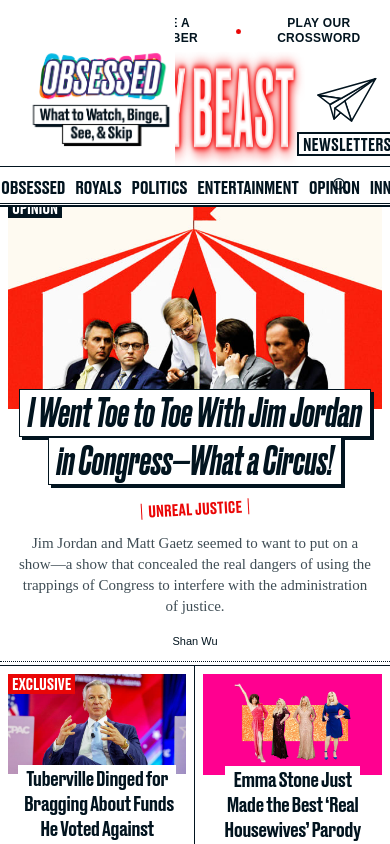 E A
BER
PLAY OUR
CROSSWORD
OBSESSED
What to Watch, Binge,
See, & Skip
Y BEAST
NEWSLETTERS
OBSESSED ROYALS POLITICS ENTERTAINMENT OPINION INN
OPINION
I Went Toe to Toe With Jim Jordan
in Congress—What a Circus!
UNREAL JUSTICE
Jim Jordan and Matt Gaetz seemed to want to put on a
show—a show that concealed the real dangers of using the
trappings of Congress to interfere with the administration
of justice.
Shan Wu
EXCLUSIVE
CPAC
Tuberville Dinged for
Bragging About Funds
He Voted Against
Emma Stone Just
Made the Best ‘Real
Housewives’ Parody